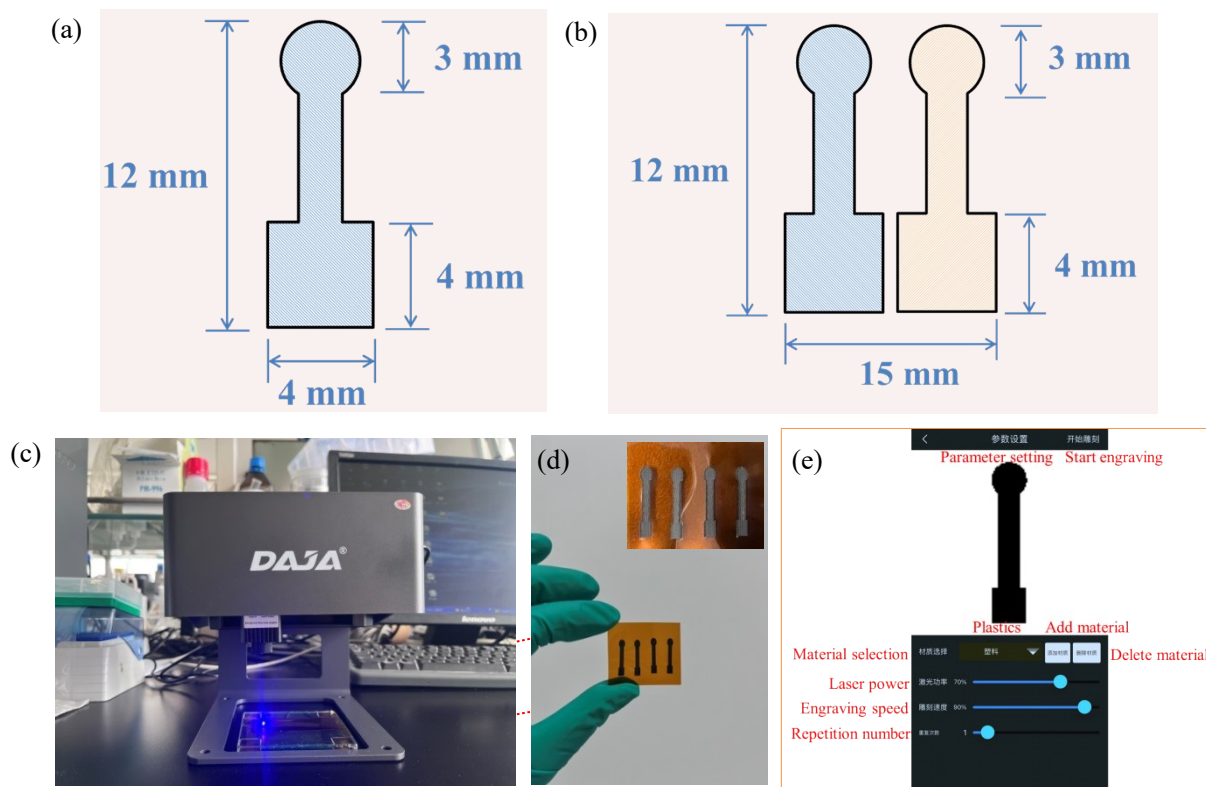 (a)
3 mm
12 mm
4 mm
4 mm
(b)
3 mm
12 mm
4 mm
15 mm
(c)
DAJA®
lenovo
(d)
(e)
参数设置 开始雕刻
Parameter setting Start engraving
Plastics Add material
材质选择 塑料 添加材质 删除材质
Material selection Delete material
激光功率 70%
Laser power
雕刻速度 90%
Engraving speed
重复次数 1
Repetition number